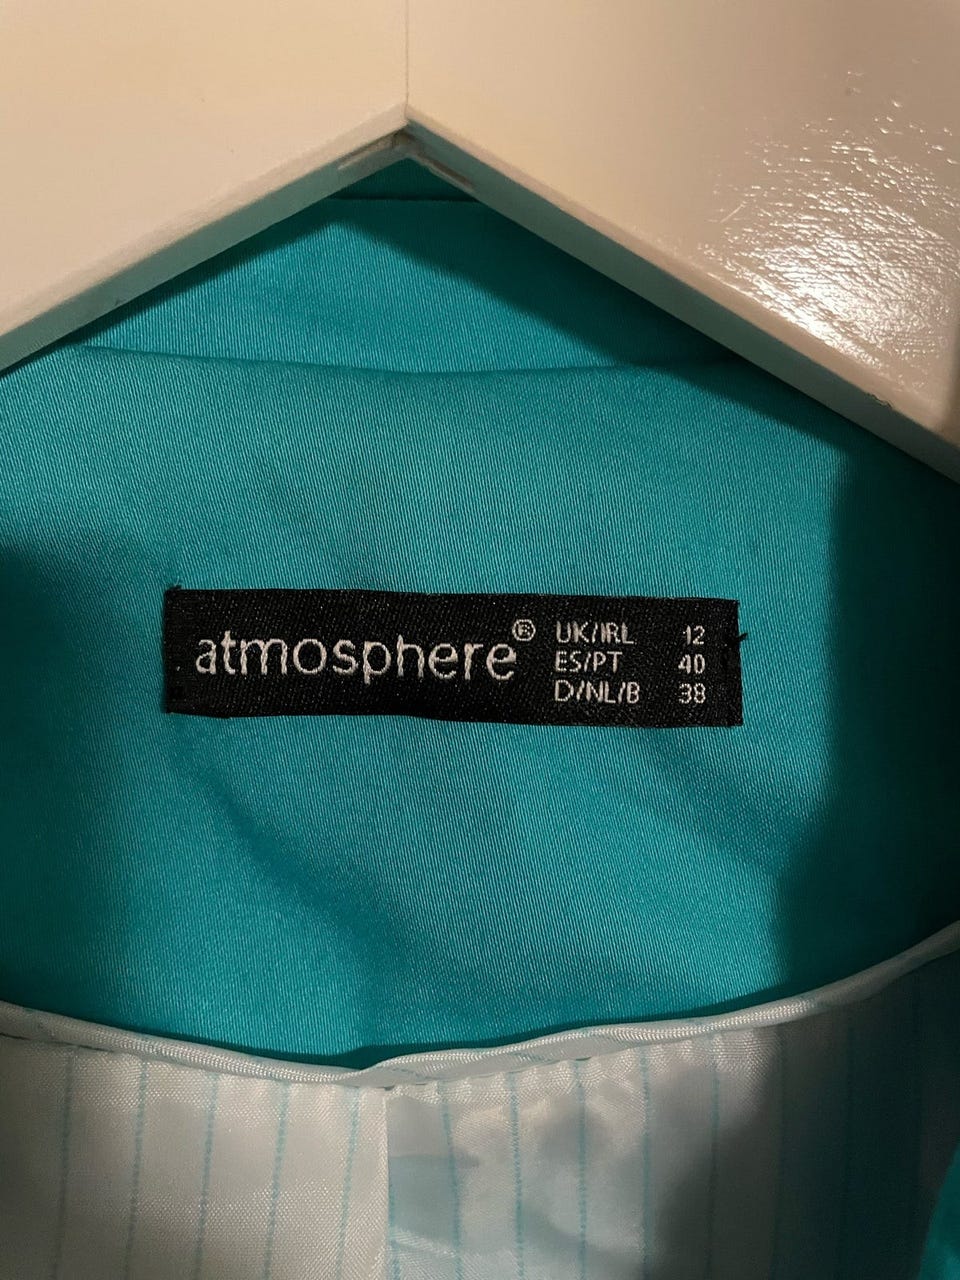 atmosphere®
UK/IRL 12
ES/PT 40
D/NL/B 38